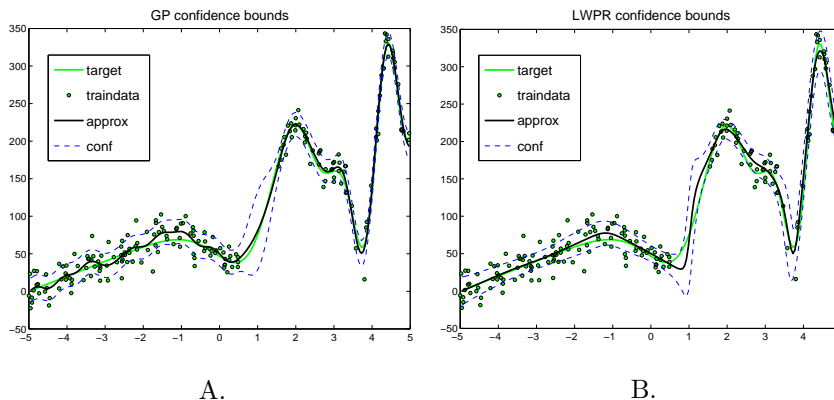 GP confidence bounds
350
300
250
200
150
100
50
0
−50
−5 −4 −3 −2 −1 0 1 2 3 4 5
target
traindata
approx
conf
A.
LWPR confidence bounds
350
300
250
200
150
100
50
0
−50
−5 −4 −3 −2 −1 0 1 2 3 4
target
traindata
approx
conf
B.